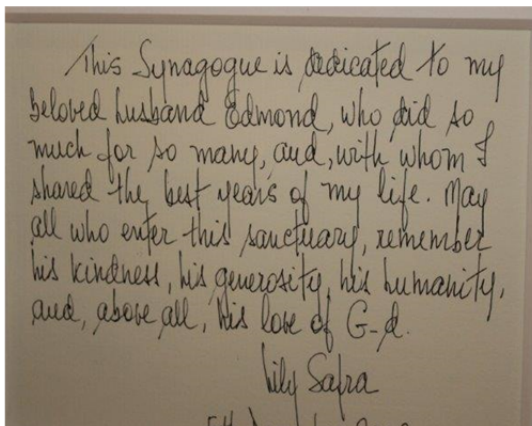 This Synagogue is dedicated to my
beloved husband Edmond, who did so
much for so many, and, with whom I
shared the best years of my life. May
all who enter this sanctuary, remember
his kindness, his generosity, his humanity,
and, above all, his love of G-d.
Lily Safra